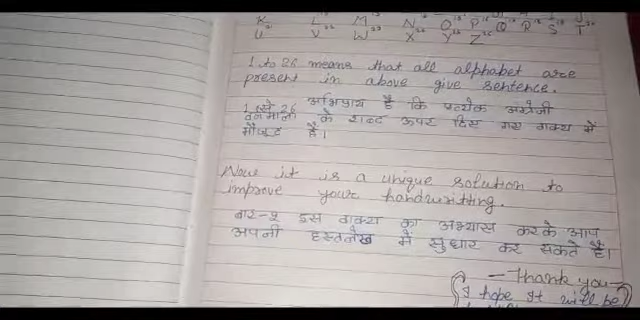 K L M N O P Q R S T
U V W X Y Z
1 to 26 means that all alphabet are
present in above give sentence.
1 से 26 अभिप्राय है कि प्रत्येक अंग्रेजी
वर्णमाला के शब्द ऊपर दिए गए वाक्य में
मौजूद है।
Now it is a unique solution to
improve your handwritting.
बार-२ इस वाक्य का अभ्यास करके आप
अपनी हस्तलेख में सुधार कर सकते है।
-Thank you-
I hope It will be